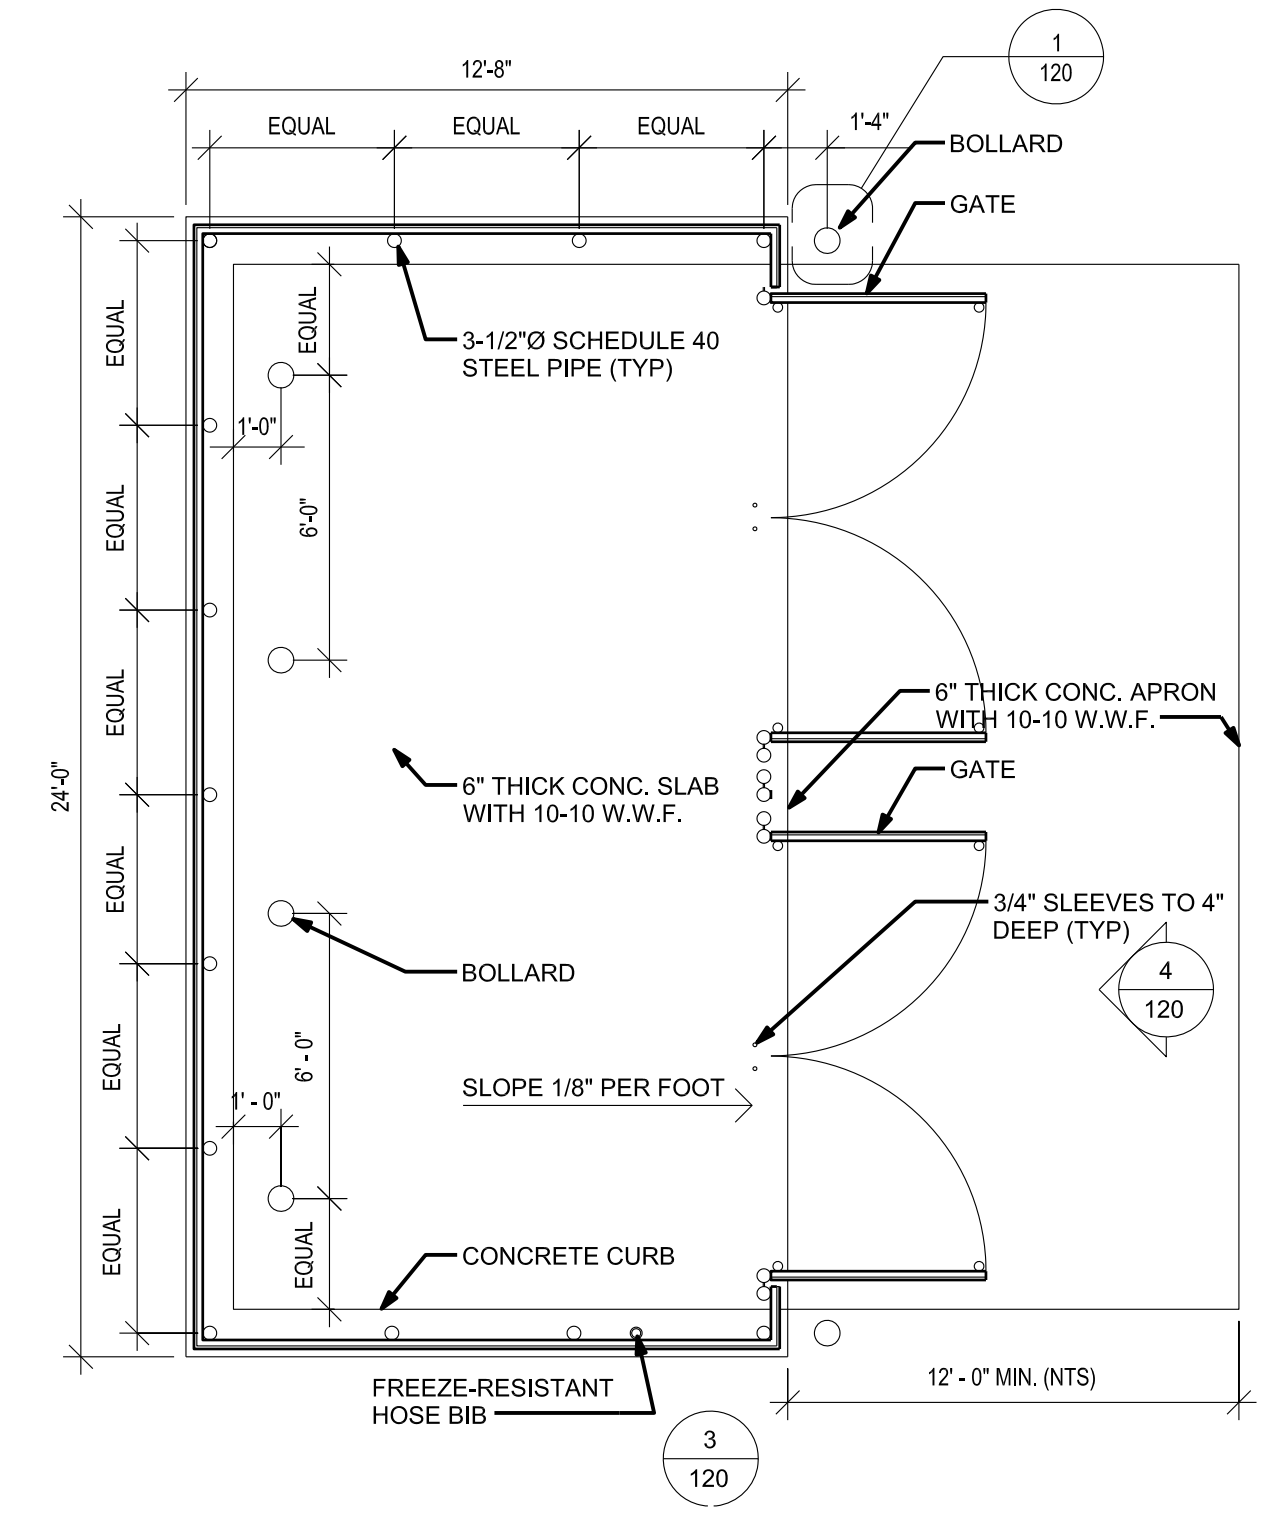 1
120
12'-8"
EQUAL
EQUAL
EQUAL
1'-4"
BOLLARD
GATE
EQUAL
EQUAL
3-1/2"Ø SCHEDULE 40
STEEL PIPE (TYP)
1'-0"
EQUAL
6'-0"
EQUAL
6" THICK CONC. APRON
WITH 10-10 W.W.F.
24'-0"
6" THICK CONC. SLAB
WITH 10-10 W.W.F.
GATE
EQUAL
3/4" SLEEVES TO 4"
DEEP (TYP)
BOLLARD
4
120
EQUAL
6' - 0"
1' - 0"
SLOPE 1/8" PER FOOT
EQUAL
EQUAL
CONCRETE CURB
FREEZE-RESISTANT
HOSE BIB
12' - 0" MIN. (NTS)
3
120